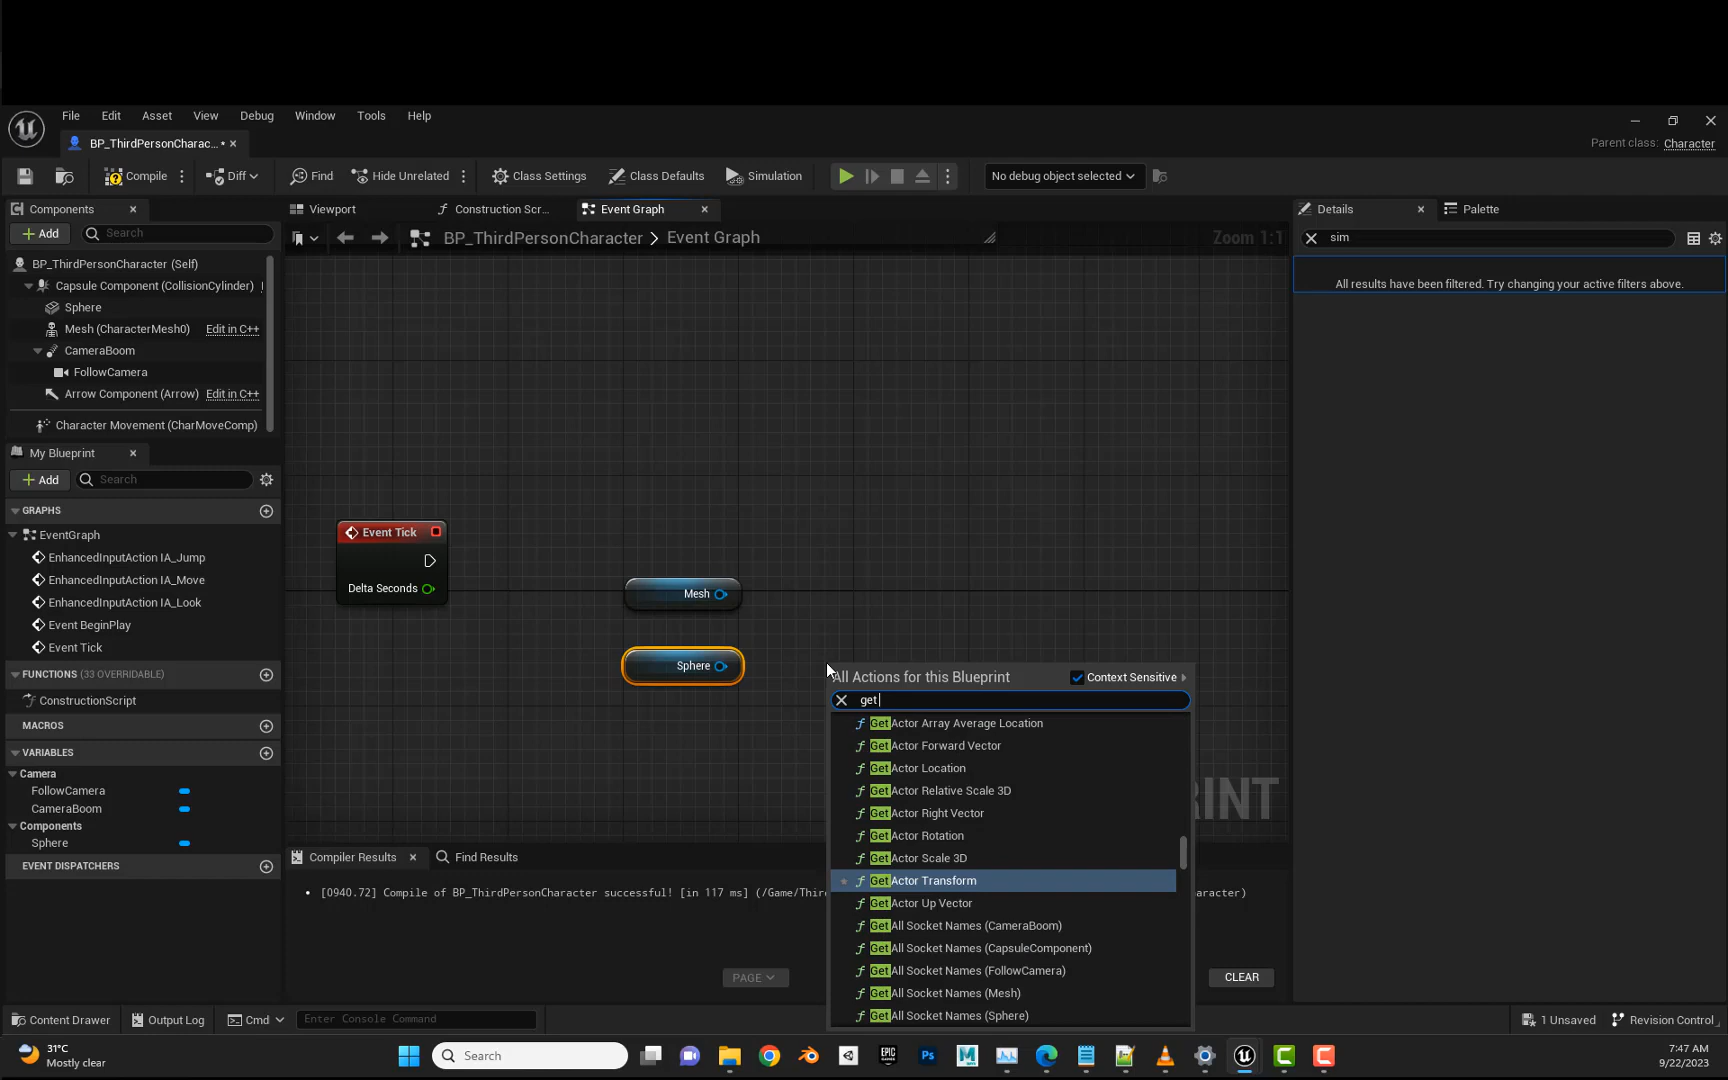 File Edit Asset View Debug Window Tools Help
BP_ThirdPersonCharac... •
Parent class: Character
Compile Diff Find Hide Unrelated Class Settings Class Defaults Simulation No debug object selected
Components Viewport Construction Scr... Event Graph Details Palette
+ Add Search BP_ThirdPersonCharacter > Event Graph Zoom 1:1 sim
BP_ThirdPersonCharacter (Self)
All results have been filtered. Try changing your active filters above.
Capsule Component (CollisionCylinder)
Sphere
Mesh (CharacterMesh0) Edit in C++
CameraBoom
FollowCamera
Arrow Component (Arrow) Edit in C++
Character Movement (CharMoveComp)
My Blueprint
+ Add Search
GRAPHS
EventGraph
EnhancedInputAction IA_Jump
EnhancedInputAction IA_Move
EnhancedInputAction IA_Look
Event BeginPlay
Event Tick
FUNCTIONS (33 OVERRIDABLE)
ConstructionScript
MACROS
VARIABLES
Camera
FollowCamera
CameraBoom
Components
Sphere
EVENT DISPATCHERS
Event Tick
Delta Seconds
Mesh
Sphere
All Actions for this Blueprint Context Sensitive
get
Get Actor Array Average Location
Get Actor Forward Vector
Get Actor Location
Get Actor Relative Scale 3D
Get Actor Right Vector
Get Actor Rotation
Get Actor Scale 3D
Get Actor Transform
Get Actor Up Vector
Get All Socket Names (CameraBoom)
Get All Socket Names (CapsuleComponent)
Get All Socket Names (FollowCamera)
Get All Socket Names (Mesh)
Get All Socket Names (Sphere)
RINT
Compiler Results Find Results
[0940.72] Compile of BP_ThirdPersonCharacter successful! [in 117 ms] (/Game/Thir aracter)
PAGE CLEAR
Content Drawer Output Log Cmd Enter Console Command 1 Unsaved Revision Control
31°C
Mostly clear
Search
7:47 AM
9/22/2023